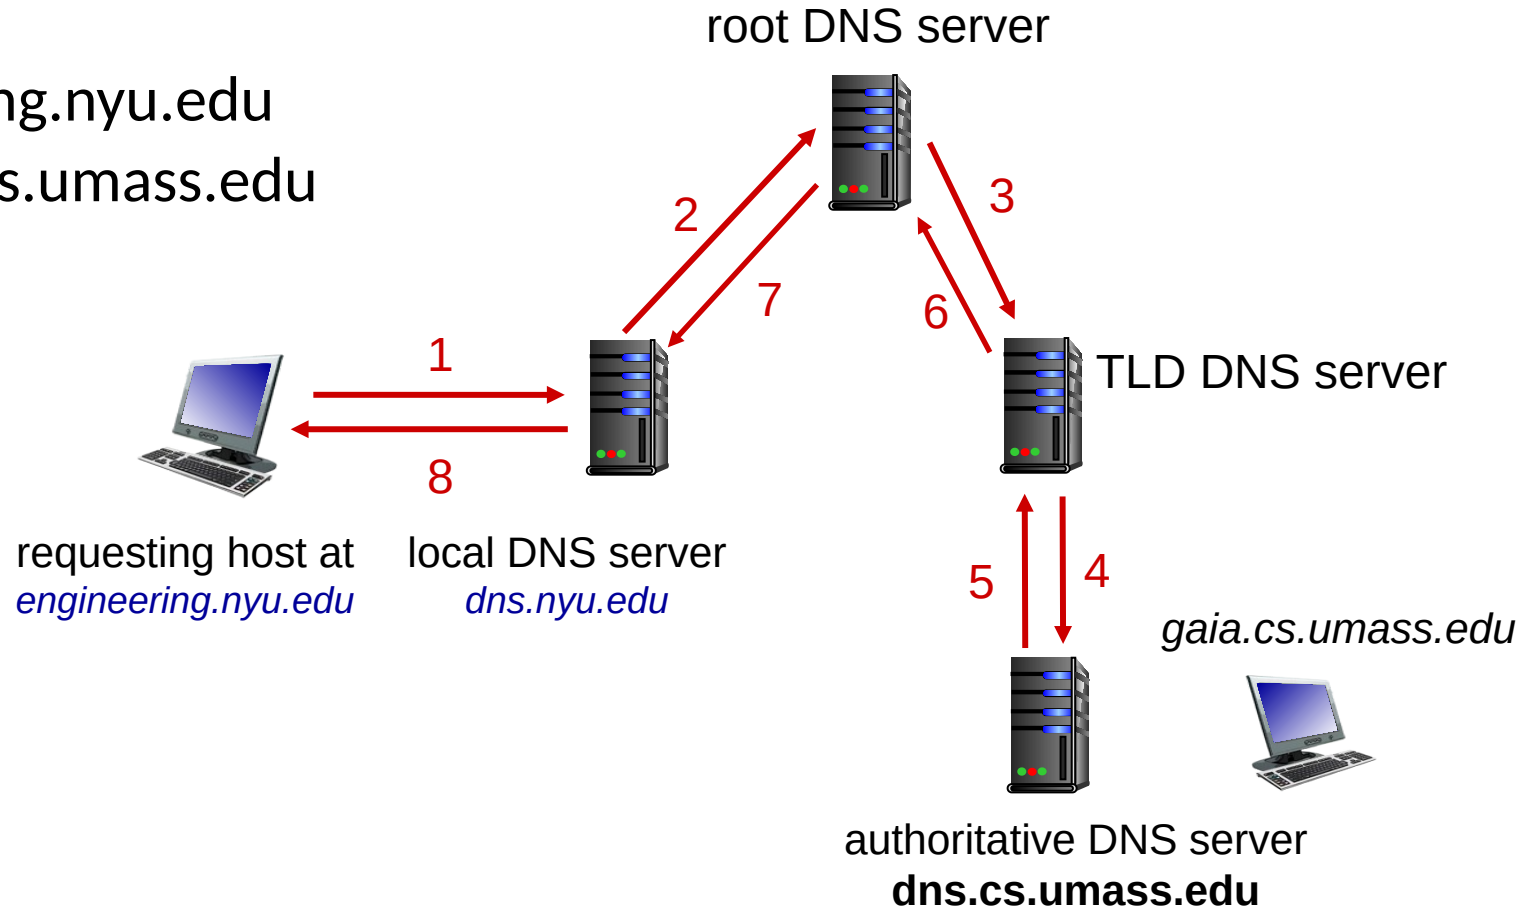 root DNS server
ng.nyu.edu
s.umass.edu
2
3
7
6
1
TLD DNS server
8
requesting host at
engineering.nyu.edu
local DNS server
dns.nyu.edu
5
4
gaia.cs.umass.edu
authoritative DNS server
dns.cs.umass.edu